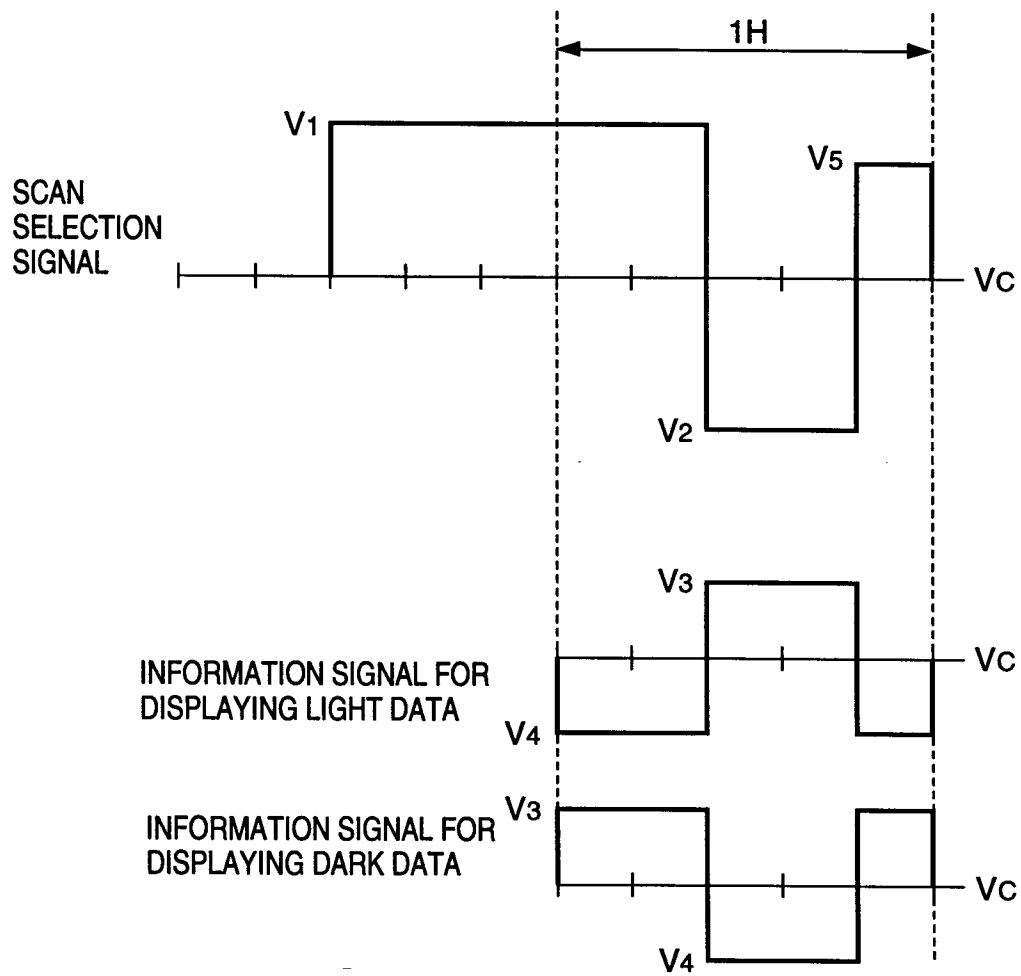 1H
V1
V5
SCAN
SELECTION
SIGNAL
VC
V2
V3
VC
INFORMATION SIGNAL FOR
DISPLAYING LIGHT DATA
V4
V3
INFORMATION SIGNAL FOR
DISPLAYING DARK DATA
VC
V4